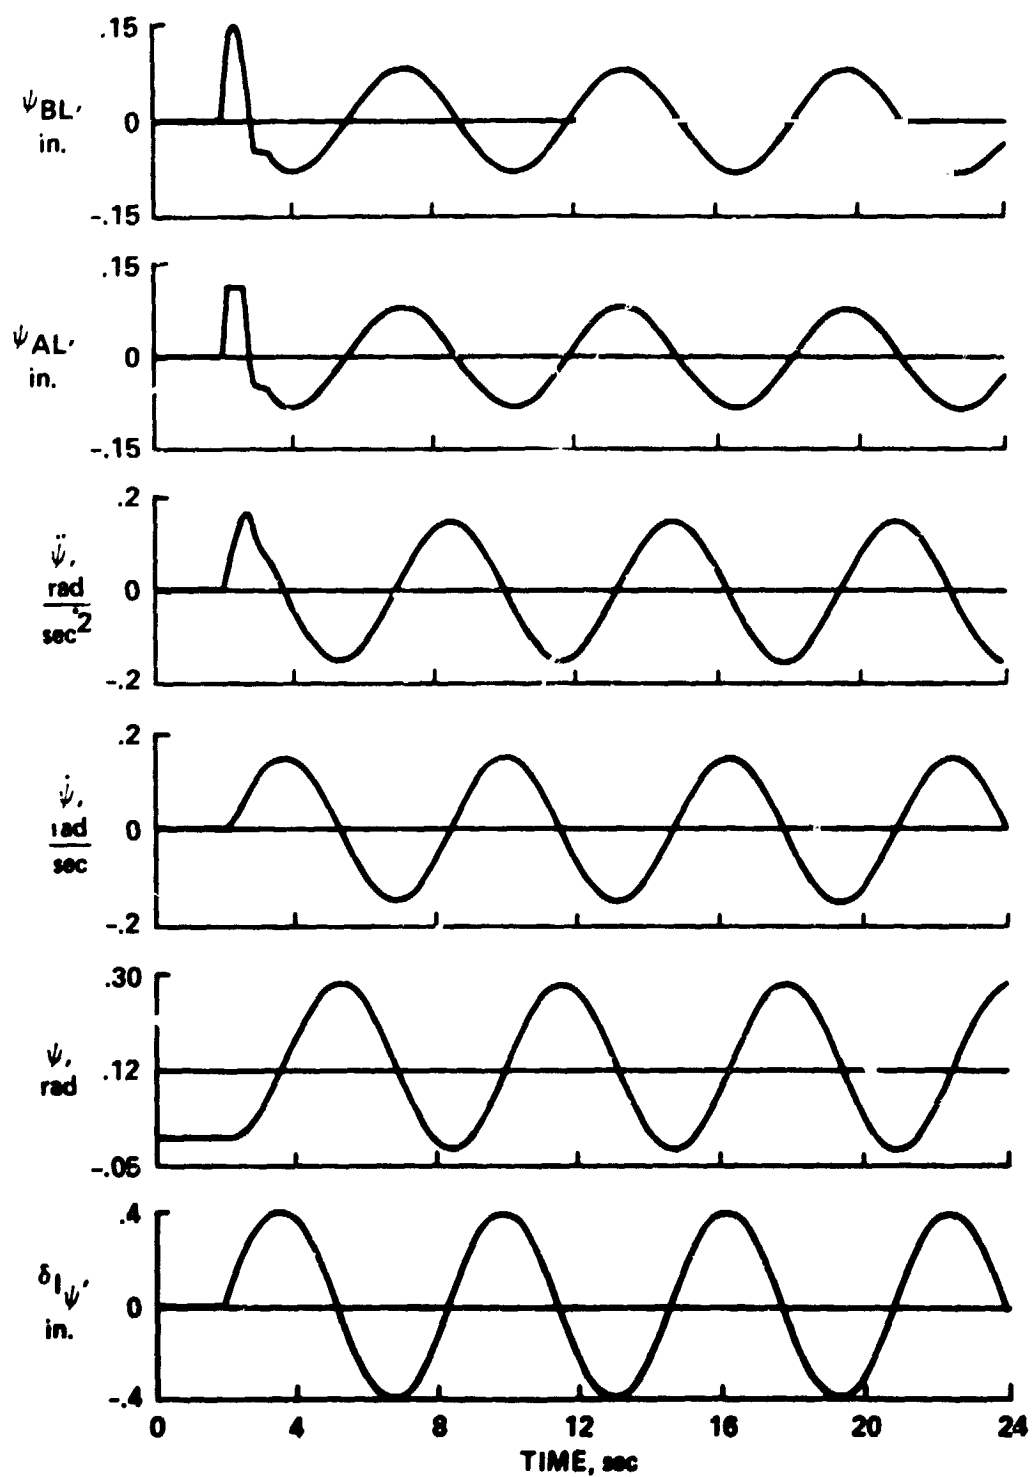 .15
ψBL,
in.
0
-.15
.15
ψAL,
in.
0
-.15
.2
ψ̈,
rad
sec2
0
-.2
.2
ψ̇,
rad
sec
0
-.2
.30
ψ,
rad
.12
-.05
.4
δIψ,
in.
0
-.4
0 4 8 12 16 20 24
TIME, sec